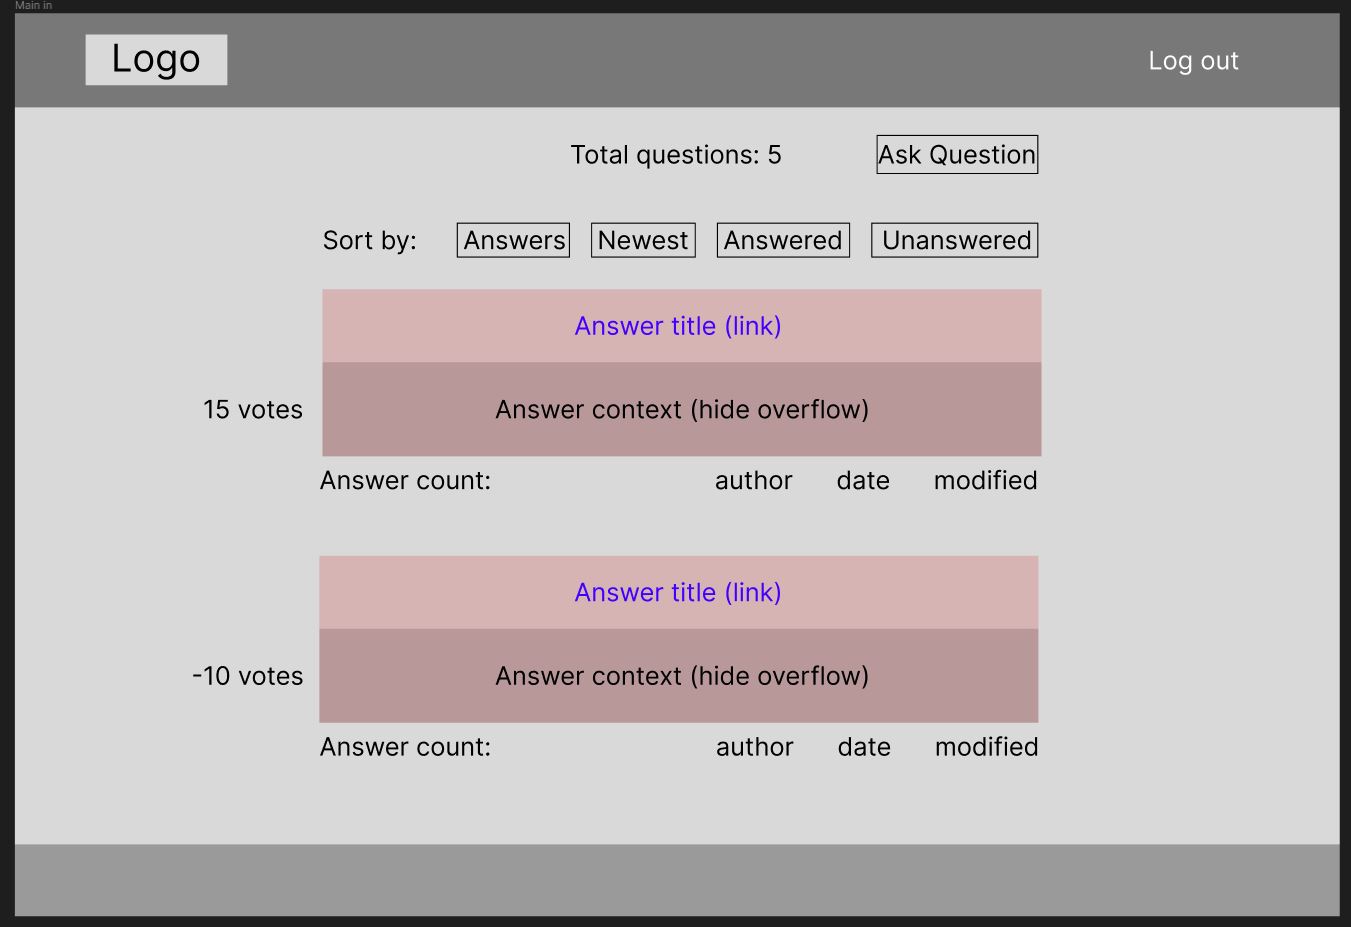 Main in
Logo
Log out
Total questions: 5
Ask Question
Sort by:
Answers
Newest
Answered
Unanswered
Answer title (link)
15 votes
Answer context (hide overflow)
Answer count:
author
date
modified
Answer title (link)
-10 votes
Answer context (hide overflow)
Answer count:
author
date
modified